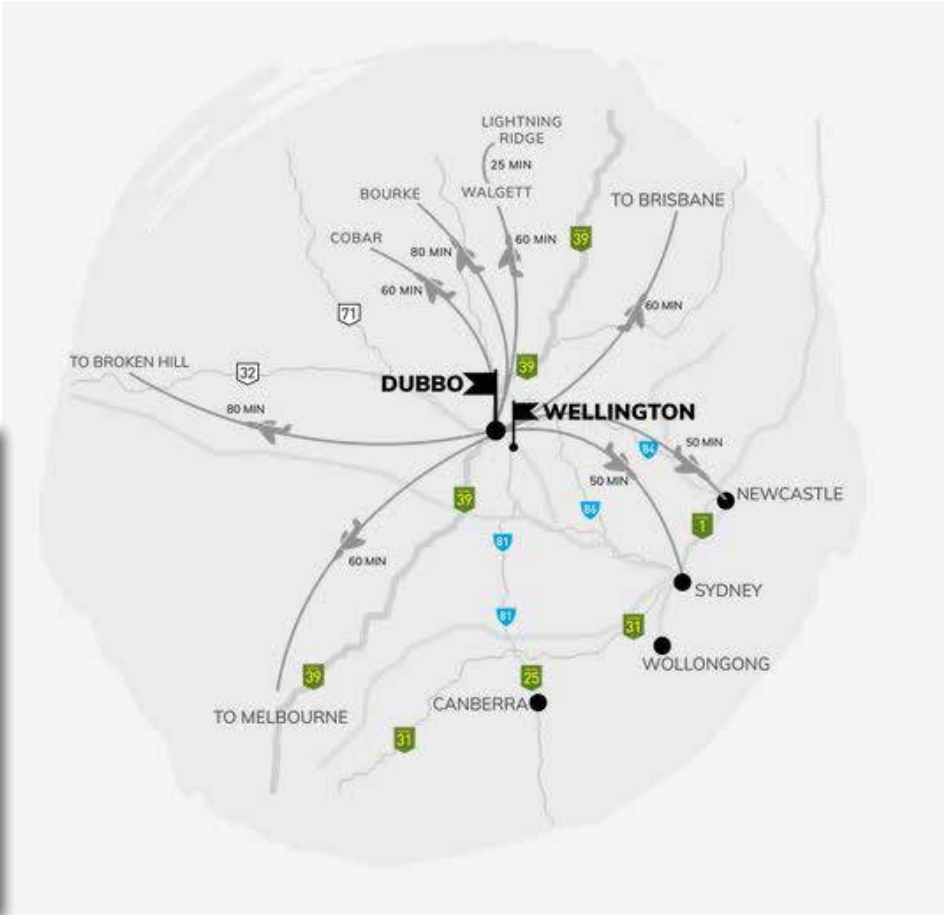 LIGHTNING
RIDGE
25 MIN
BOURKE
WALGETT
TO BRISBANE
COBAR
80 MIN
60 MIN
39
60 MIN
71
60 MIN
TO BROKEN HILL
32
39
DUBBO
80 MIN
WELLINGTON
84
50 MIN
50 MIN
39
NEWCASTLE
86
1
81
60 MIN
SYDNEY
81
31
WOLLONGONG
39
25
CANBERRA
TO MELBOURNE
31